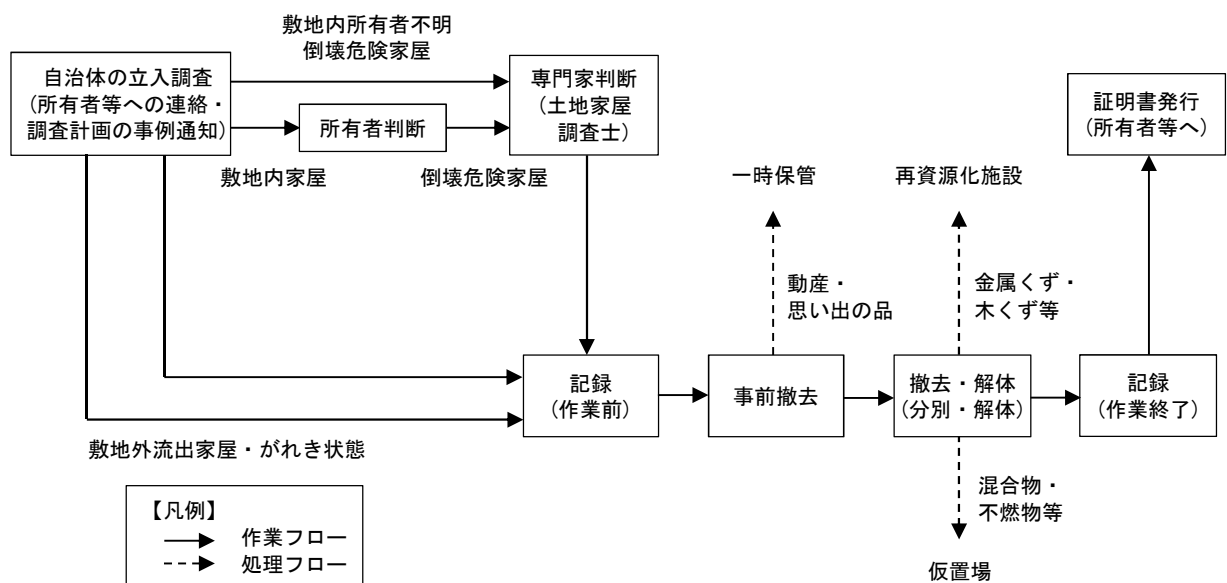 敷地内所有者不明
倒壊危険家屋
自治体の立入調査
(所有者等への連絡・
調査計画の事例通知)
所有者判断
専門家判断
(土地家屋
調査士)
敷地内家屋
倒壊危険家屋
証明書発行
(所有者等へ)
一時保管
再資源化施設
動産・
思い出の品
金属くず・
木くず等
記録
(作業前)
事前撤去
撤去・解体
(分別・解体)
記録
(作業終了)
敷地外流出家屋・がれき状態
混合物・
不燃物等
仮置場
【凡例】
作業フロー
処理フロー